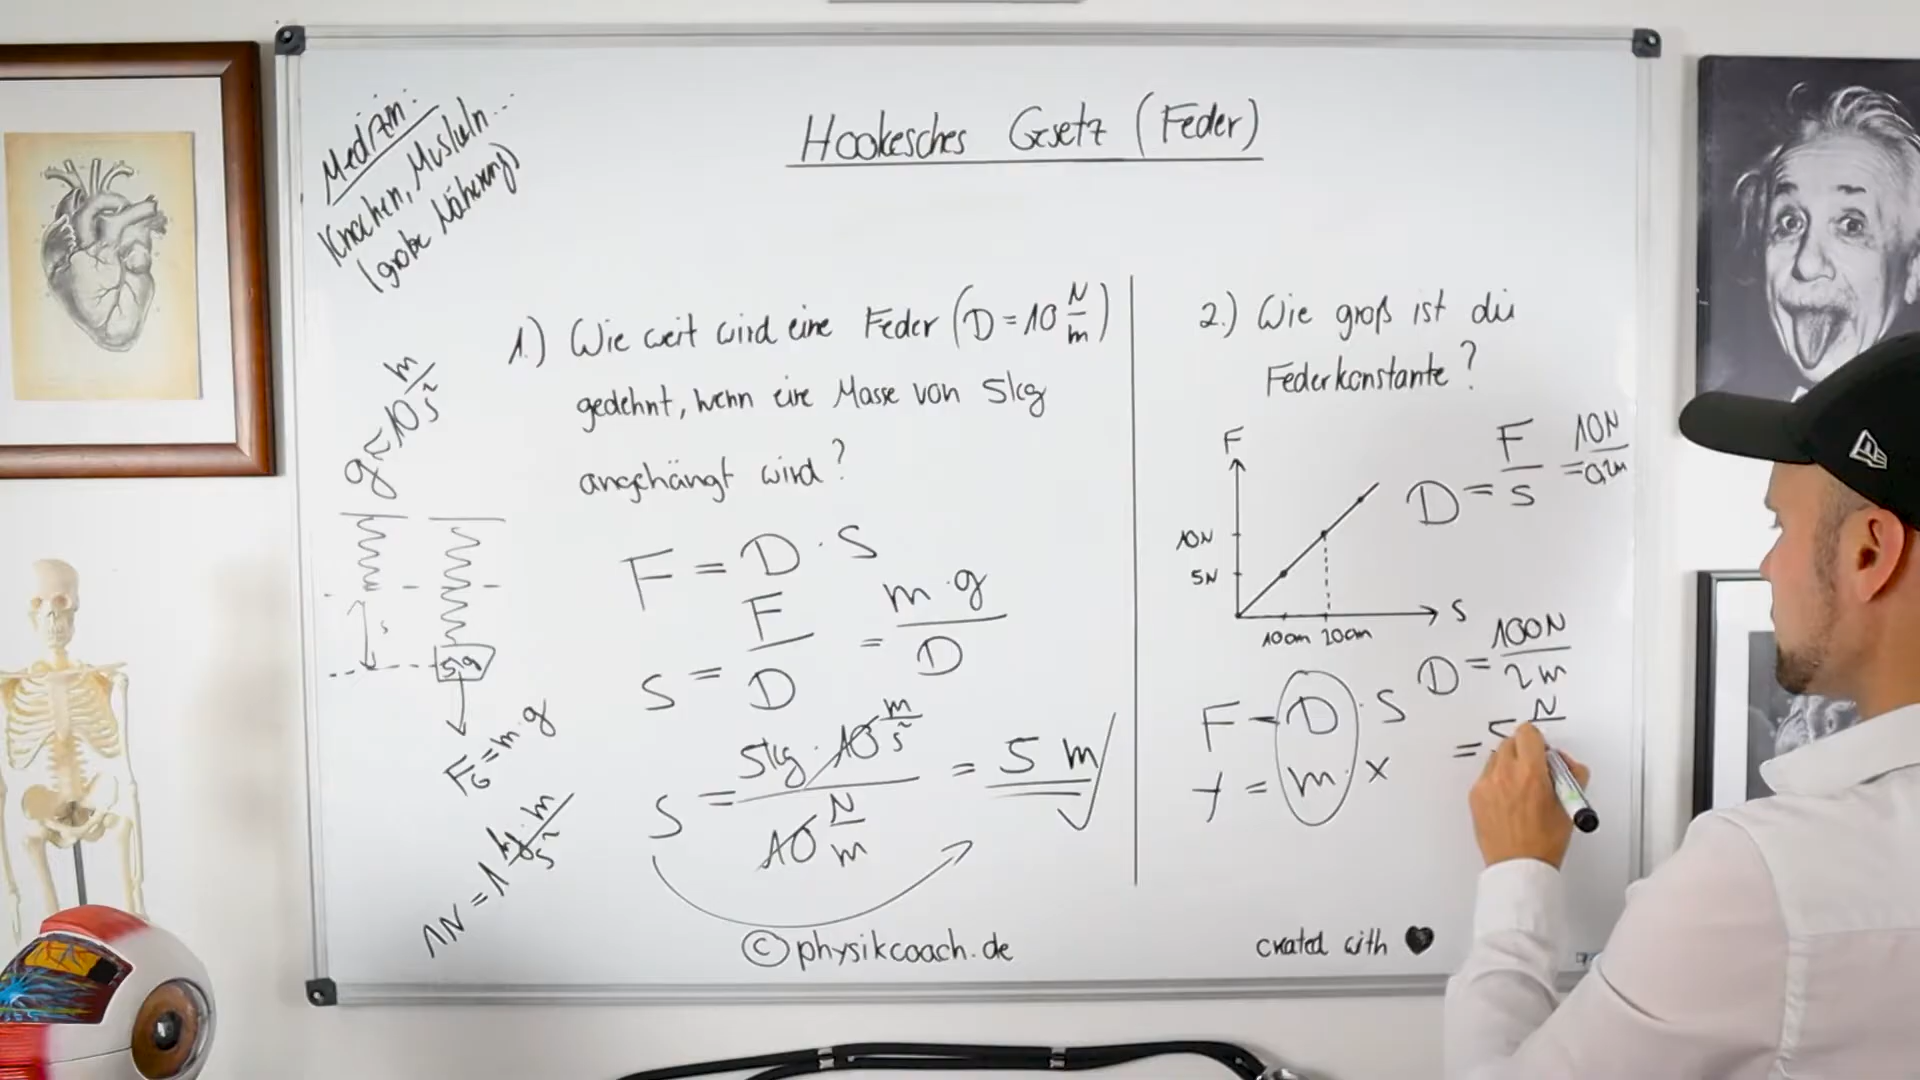 Hookesches Gesetz (Feder)
Medizin:
Knochen, Muskeln...
(grobe Näherung)
g ≈ 10 m/s²
5kg
s
F_G = m·g
1N = 1 kg·m/s²
1.) Wie weit wird eine Feder (D = 10 N/m)
gedehnt, wenn eine Masse von 5kg
angehängt wird?
F = D · S
S = F/D = m·g/D
S = 5kg · 10 m/s² / 10 N/m = 5 m
2.) Wie groß ist die
Federkonstante?
F
10N
5N
10cm 20cm
S
D = F/S = 10N/0,2m
D = 100N/2m
F = D · S
y = m · x
= 5 N
© physikcoach.de
created with ♥